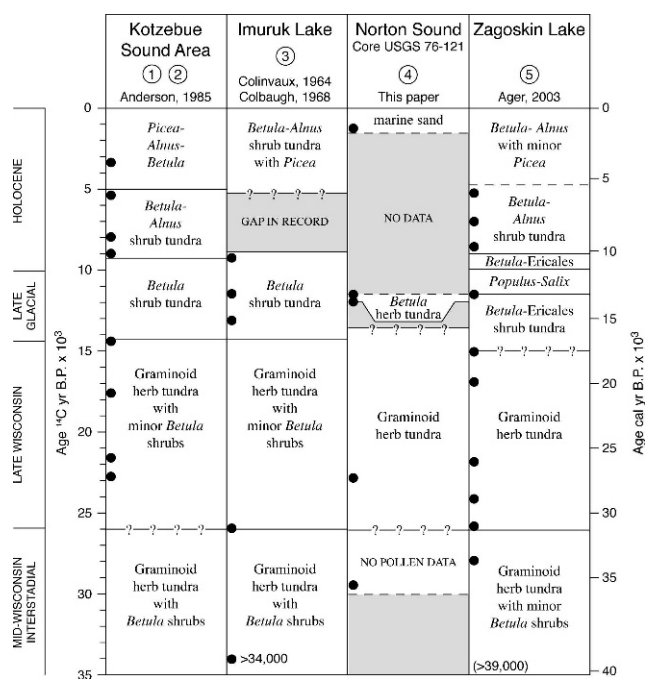 Kotzebue
Sound Area
1 2
Anderson, 1985
Imuruk Lake
3
Colinvaux, 1964
Colbaugh, 1968
Norton Sound
Core USGS 76-121
4
This paper
Zagoskin Lake
5
Ager, 2003
HOLOCENE
LATE
GLACIAL
LATE WISCONSIN
MID-WISCONSIN
INTERSTADIAL
Age ¹⁴C yr B.P. x 10³
0
5
10
15
20
25
30
35
Picea-
Alnus-
Betula
Betula-
Alnus
shrub tundra
Betula
shrub tundra
Graminoid
herb tundra
with
minor Betula
shrubs
? ? ? ?
Graminoid
herb tundra
with
Betula shrubs
Betula-Alnus
shrub tundra
with Picea
? ? ? ?
GAP IN RECORD
Betula
shrub tundra
Graminoid
herb tundra
with
minor Betula
shrubs
Graminoid
herb tundra
with
Betula shrubs
>34,000
marine sand
NO DATA
Betula
herb tundra
? ? ? ?
Graminoid
herb tundra
? ? ? ?
NO POLLEN DATA
Betula- Alnus
with minor
Picea
Betula-
Alnus
shrub tundra
Betula-Ericales
Populus-Salix
Betula-Ericales
shrub tundra
? ? ? ?
Graminoid
herb tundra
Graminoid
herb tundra
with minor
Betula shrubs
(>39,000)
0
5
10
15
20
25
30
35
40
Age cal yr B.P. x 10³